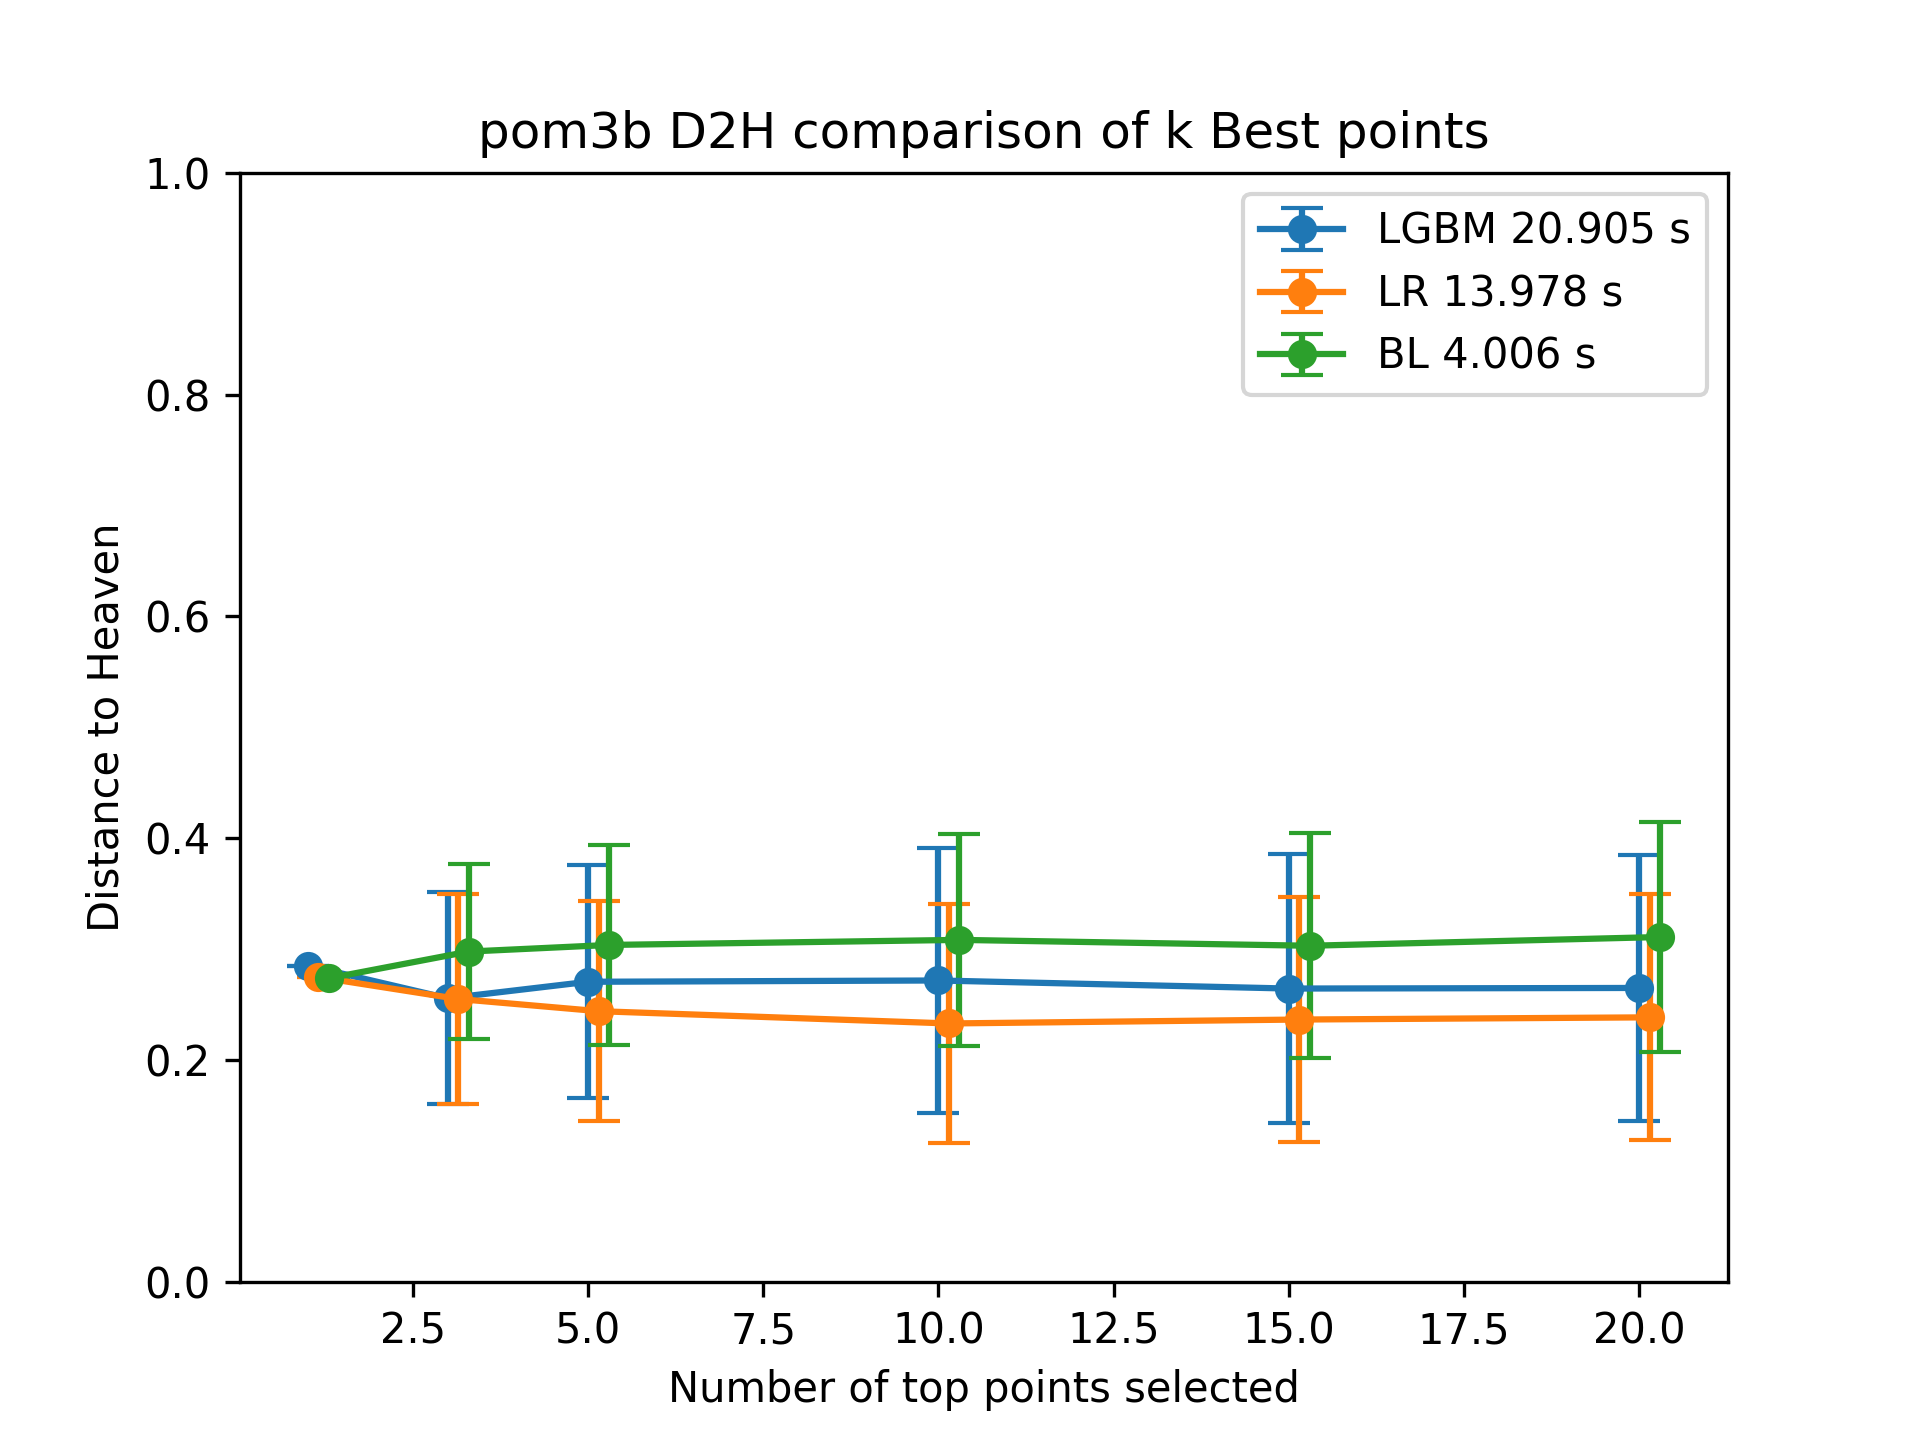 pom3b D2H comparison of k Best points
1.0
0.8
0.6
0.4
0.2
0.0
Distance to Heaven
LGBM 20.905 s
LR 13.978 s
BL 4.006 s
2.5 5.0 7.5 10.0 12.5 15.0 17.5 20.0
Number of top points selected